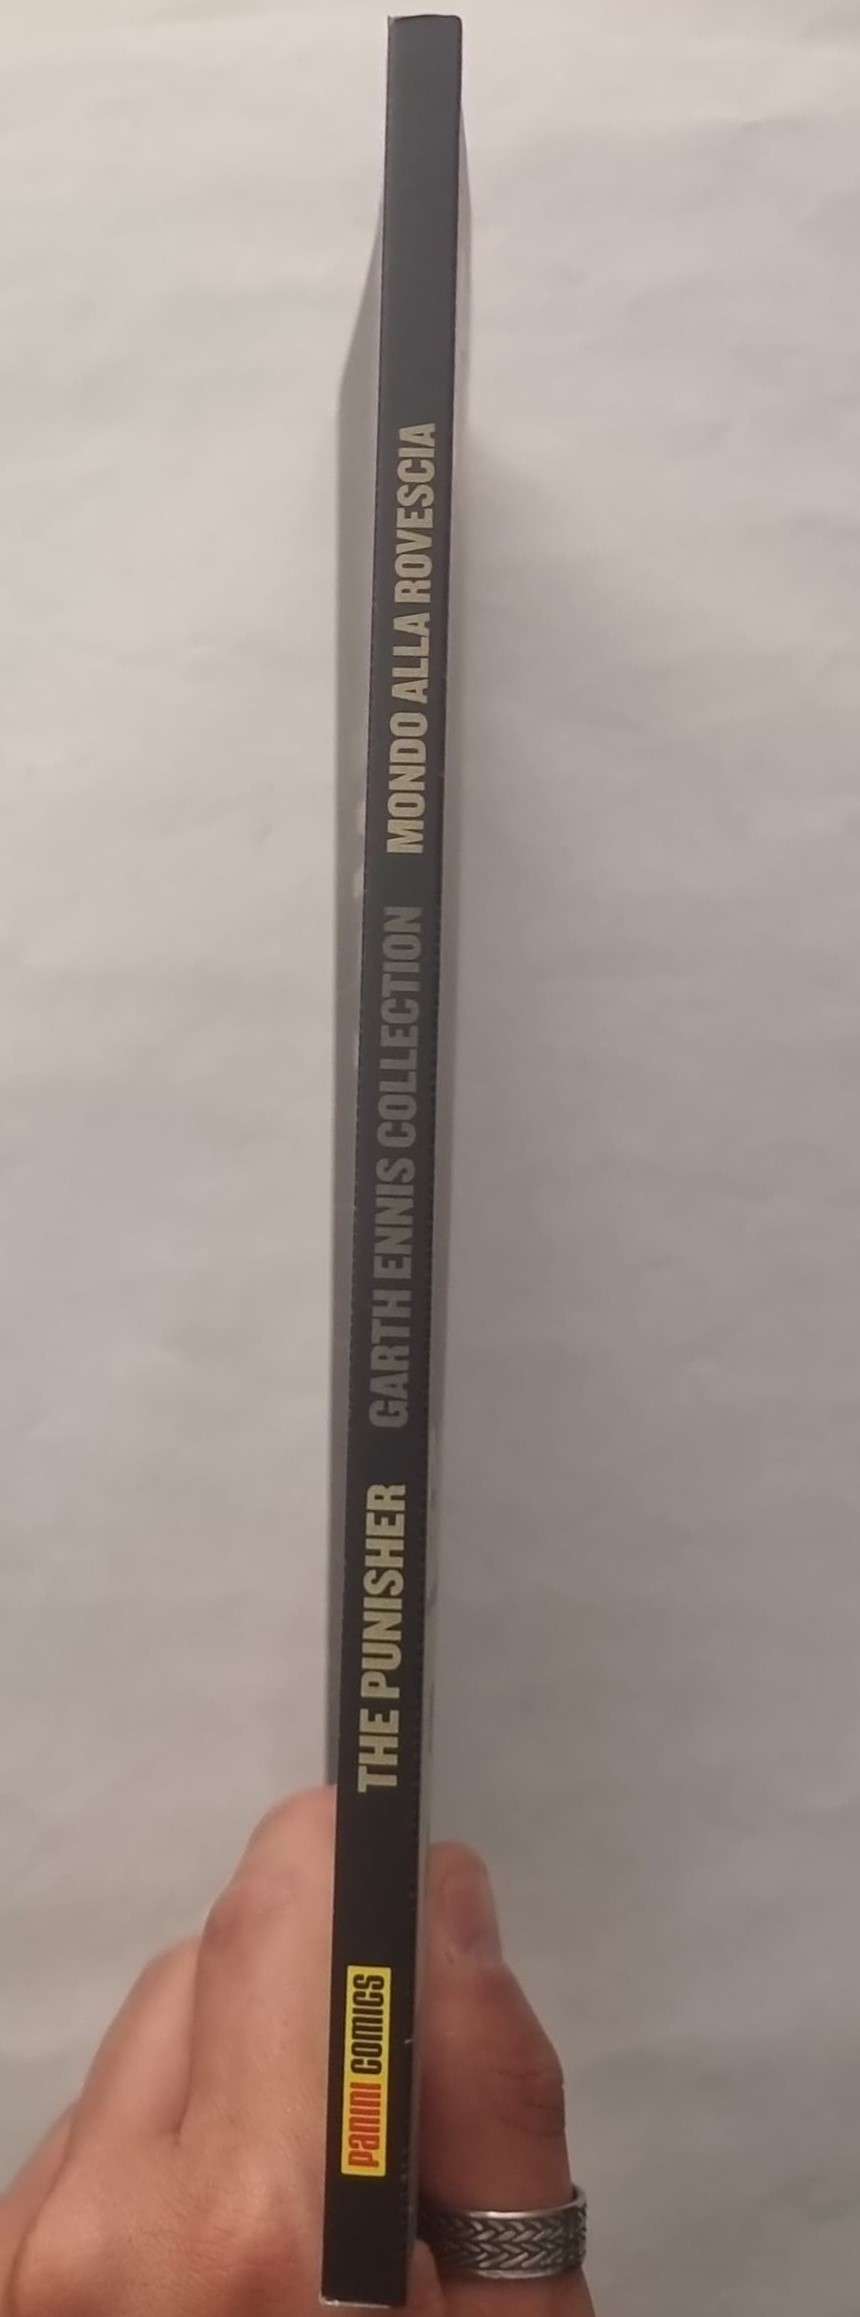 PANINI COMICS
THE PUNISHER GARTH ENNIS COLLECTION MONDO ALLA ROVESCIA